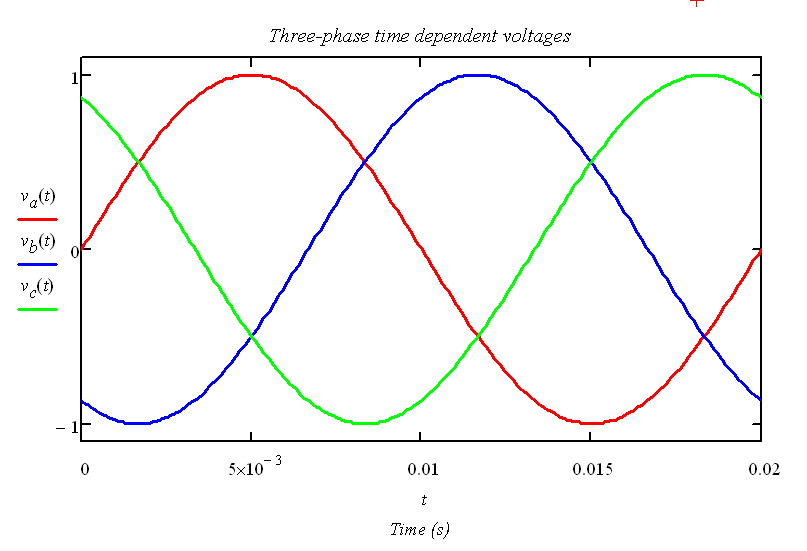 Three-phase time dependent voltages
1
v_a(t)
v_b(t)
0
v_c(t)
− 1
0
5×10⁻³
0.01
0.015
0.02
t
Time (s)